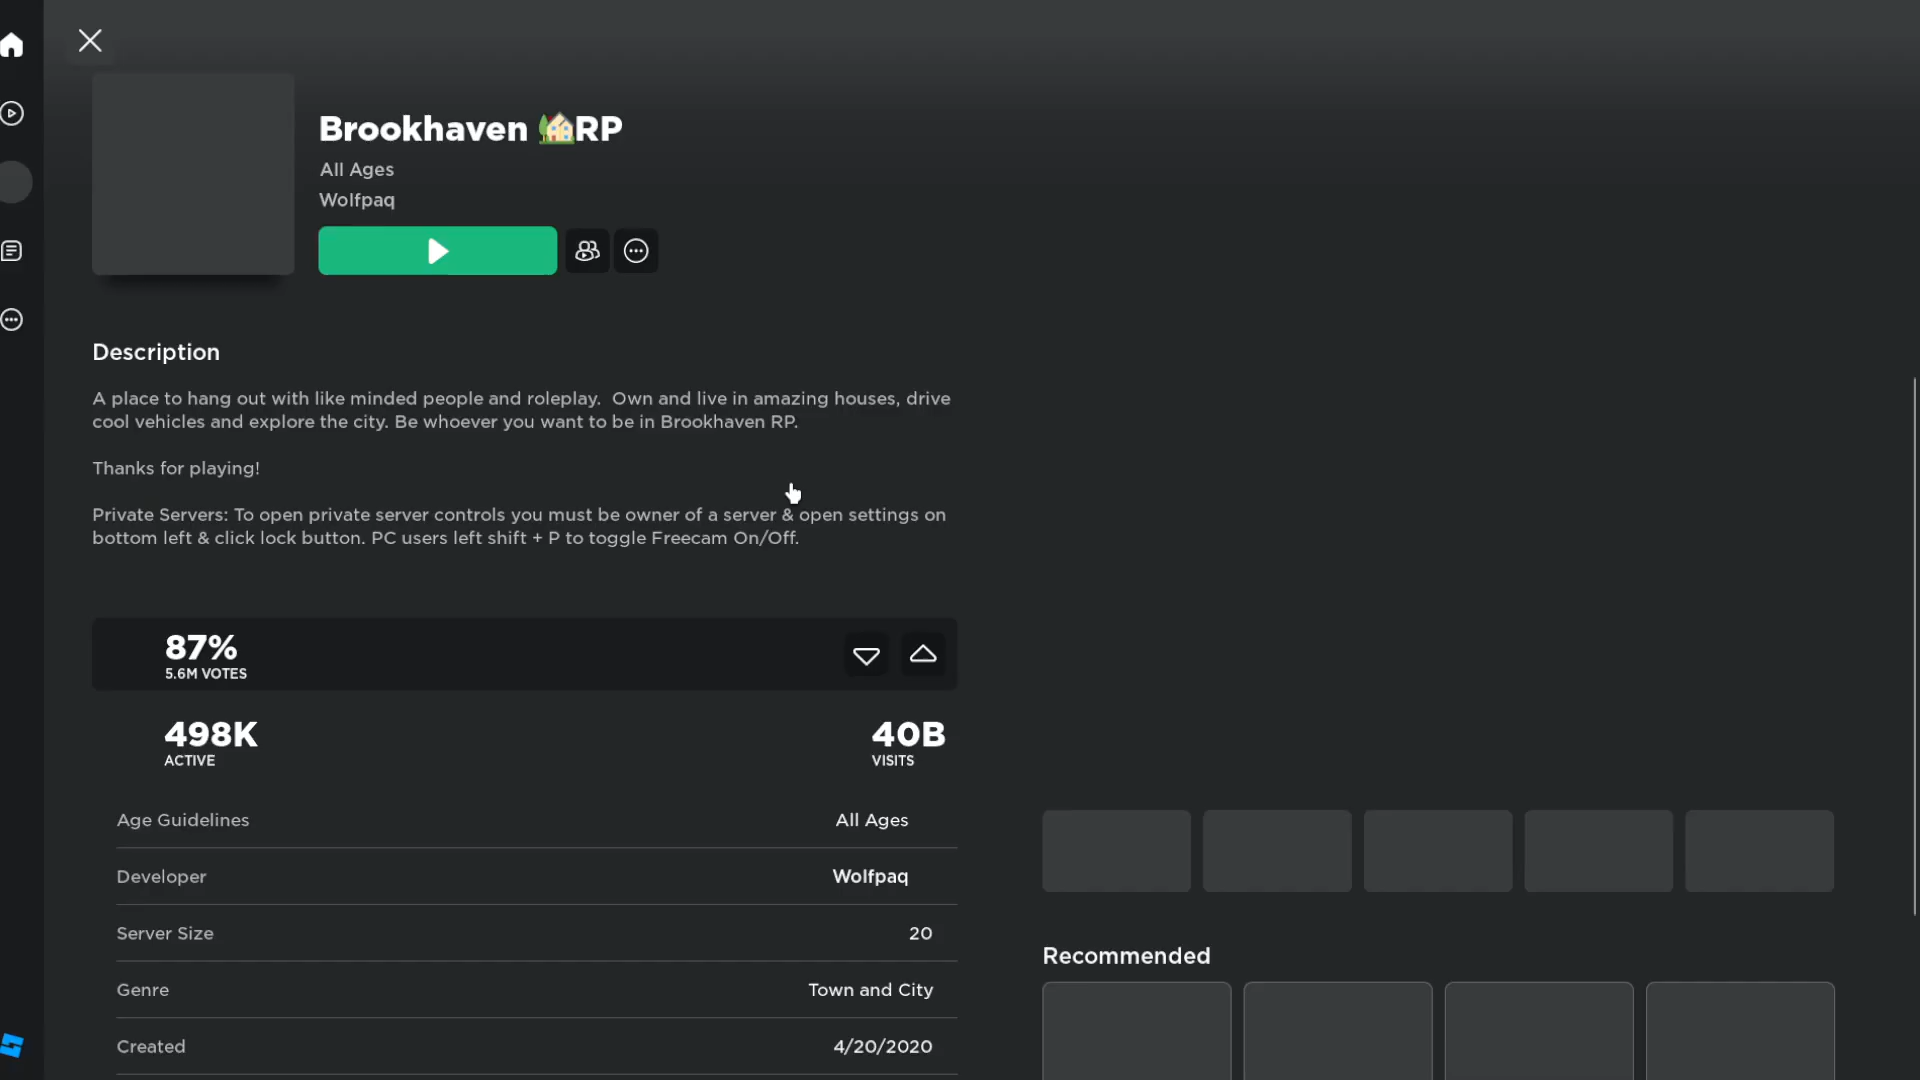 Brookhaven 🏡RP
All Ages
Wolfpaq
Description
A place to hang out with like minded people and roleplay.  Own and live in amazing houses, drive
cool vehicles and explore the city. Be whoever you want to be in Brookhaven RP.
Thanks for playing!
Private Servers: To open private server controls you must be owner of a server & open settings on
bottom left & click lock button. PC users left shift + P to toggle Freecam On/Off.
87%
5.6M VOTES
498K
ACTIVE
40B
VISITS
Age Guidelines All Ages
Developer Wolfpaq
Server Size 20
Genre Town and City
Created 4/20/2020
Recommended